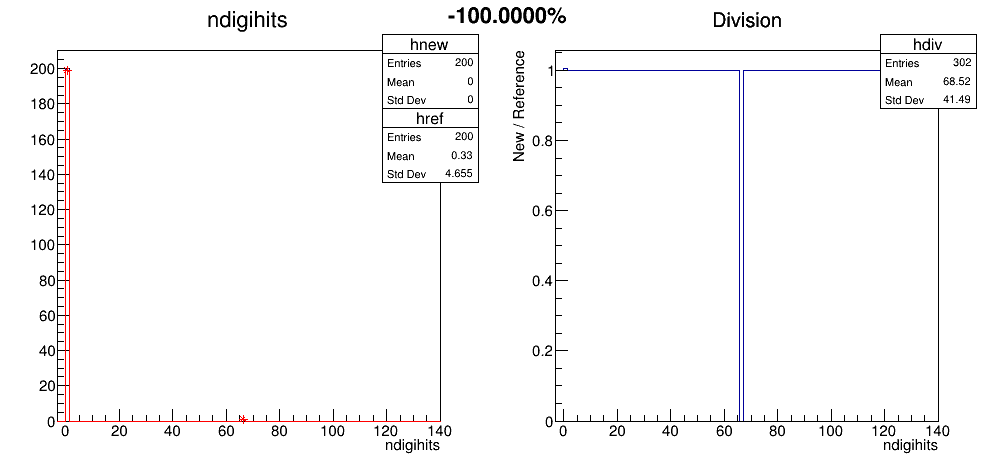 -100.0000%
ndigihits
hnew
Entries 200
Mean 0
Std Dev 0
href
Entries 200
Mean 0.33
Std Dev 4.655
200
180
160
140
120
100
80
60
40
20
0
0 20 40 60 80 100 120 140
ndigihits
Division
hdiv
Entries 302
Mean 68.52
Std Dev 41.49
New / Reference
1
0.8
0.6
0.4
0.2
0
0 20 40 60 80 100 120 140
ndigihits